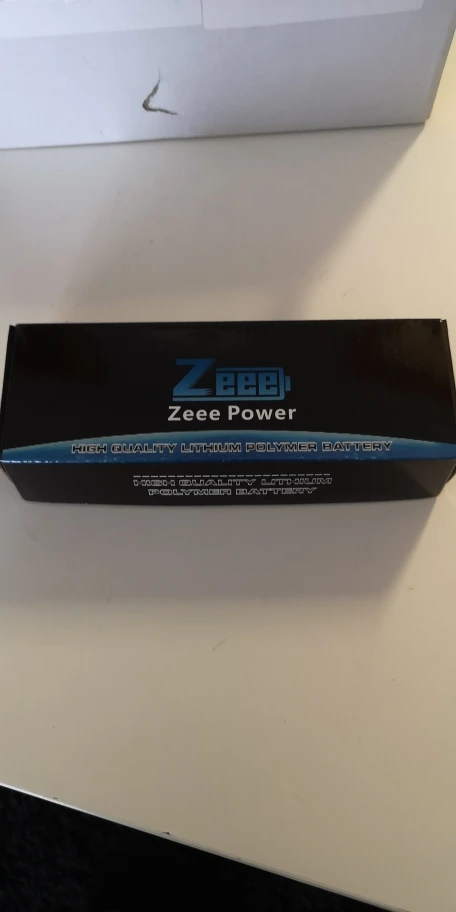 Zeee
Zeee Power
HIGH QUALITY LITHIUM POLYMER BATTERY
HIGH QUALITY LITHIUM
POLYMER BATTERY